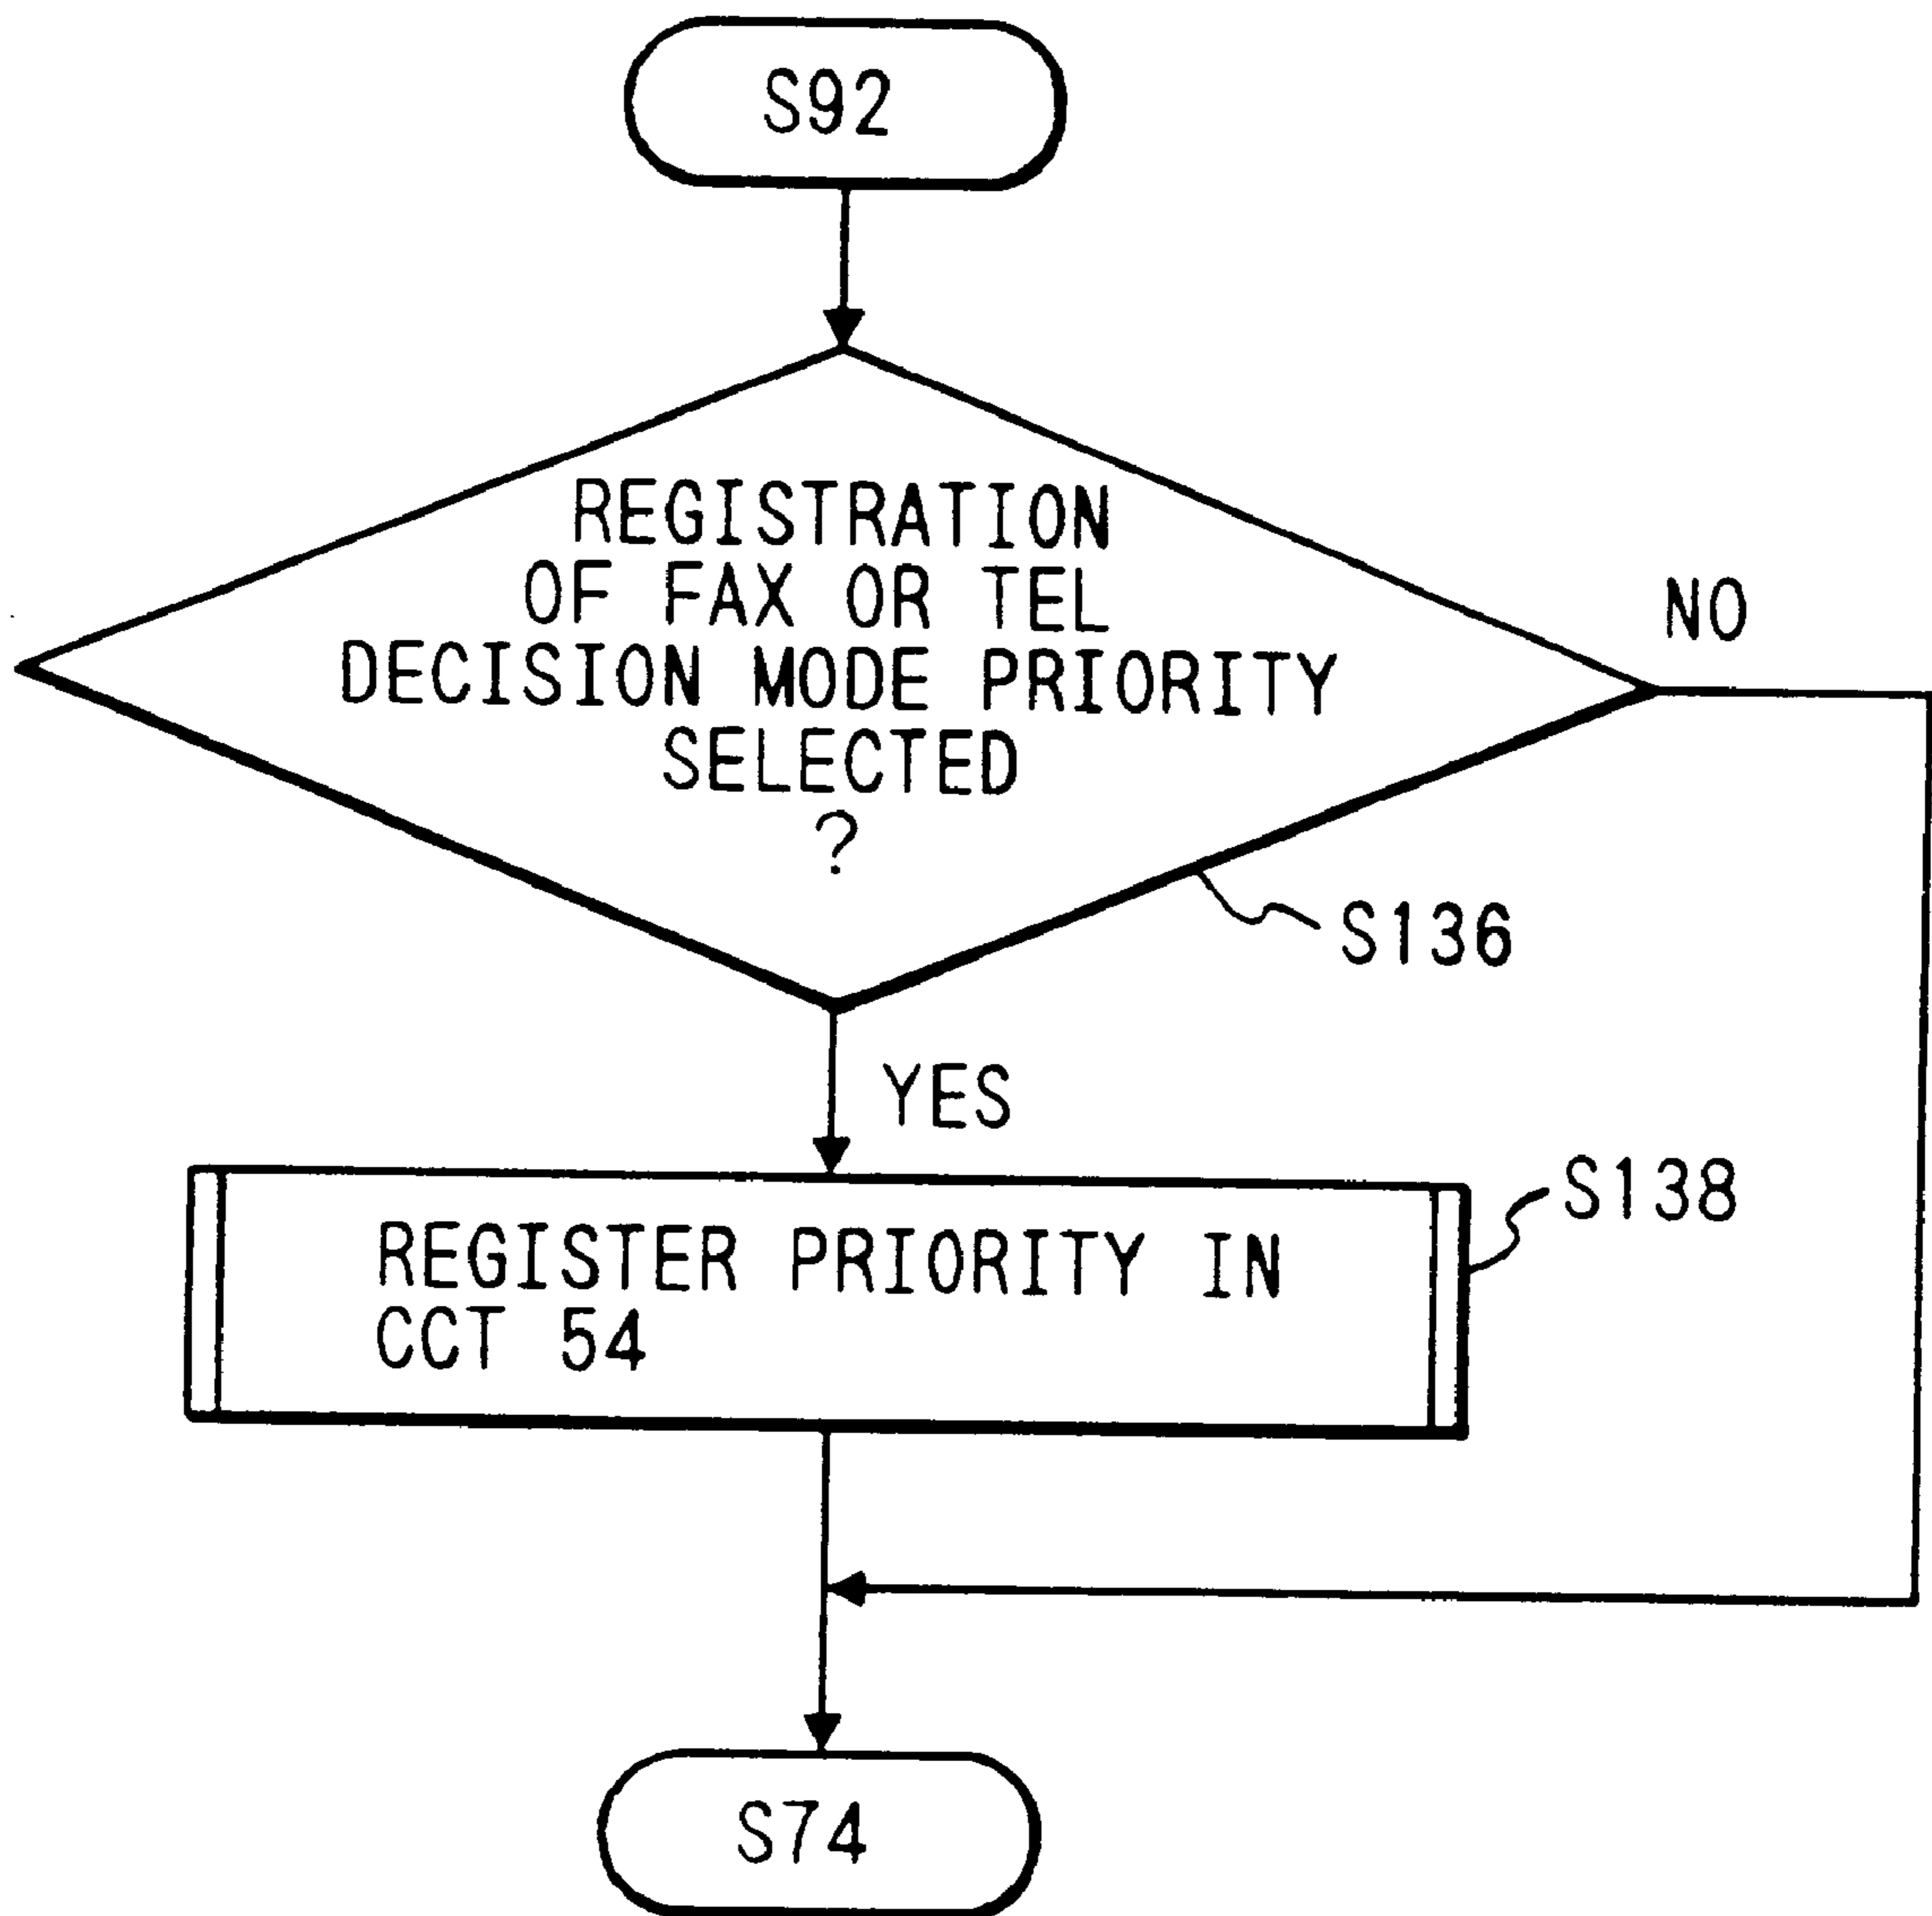 S92
REGISTRATION
OF FAX OR TEL
DECISION MODE PRIORITY
SELECTED
?
NO
S136
YES
S138
REGISTER PRIORITY IN
CCT 54
S74